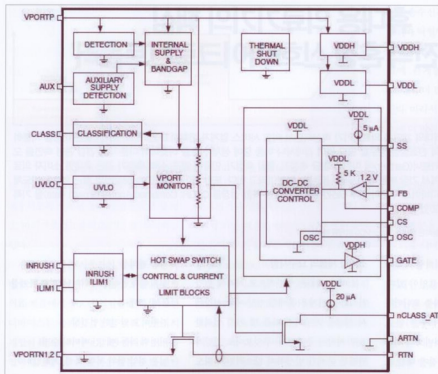 VPORTP
DETECTION
INTERNAL
SUPPLY
&
BANDGAP
THERMAL
SHUT
DOWN
VDDH
VDDH
VDDL
VDDL
AUX
AUXILIARY
SUPPLY
DETECTION
CLASS
CLASSIFICATION
UVLO
UVLO
VPORT
MONITOR
VDDL
5 µA
SS
VDDL
5 K
1.2 V
DC–DC
CONVERTER
CONTROL
FB
COMP
CS
OSC
OSC
VDDH
GATE
INRUSH
ILIM1
INRUSH
ILIM1
HOT SWAP SWITCH
CONTROL & CURRENT
LIMIT BLOCKS
VDDL
20 µA
nCLASS_AT
ARTN
VPORTN1,2
RTN